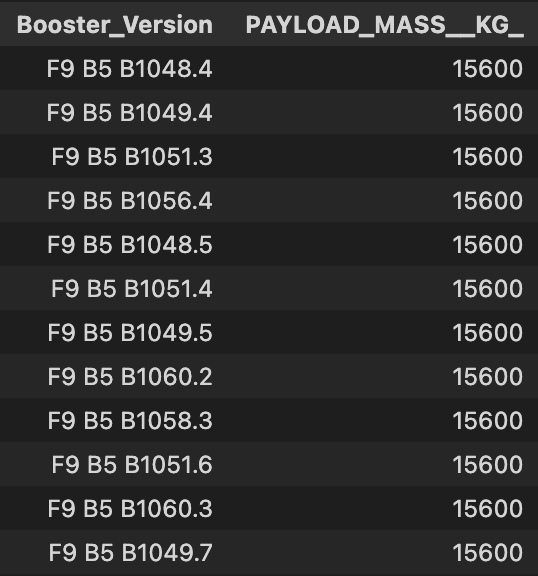 Booster_Version PAYLOAD_MASS__KG_
F9 B5 B1048.4 15600
F9 B5 B1049.4 15600
F9 B5 B1051.3 15600
F9 B5 B1056.4 15600
F9 B5 B1048.5 15600
F9 B5 B1051.4 15600
F9 B5 B1049.5 15600
F9 B5 B1060.2 15600
F9 B5 B1058.3 15600
F9 B5 B1051.6 15600
F9 B5 B1060.3 15600
F9 B5 B1049.7 15600